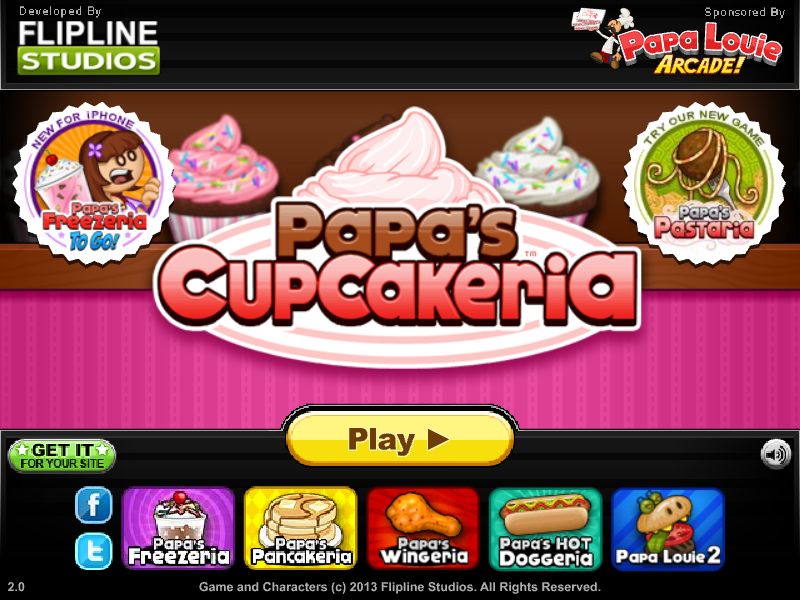 Developed By
FLIPLINE
STUDIOS
Sponsored By
Papa Louie
ARCADE!
NEW FOR iPHONE
Papa's
Freezeria
To Go!
TRY OUR NEW GAME
Papa's
Pastaria
Papa's
Cupcakeria™
Play
GET IT
FOR YOUR SITE
f
t
Papa's
Freezeria
Papa's
Pancakeria
Papa's
Wingeria
Papa's HOT
Doggeria
Papa Louie 2
2.0
Game and Characters (c) 2013 Flipline Studios. All Rights Reserved.